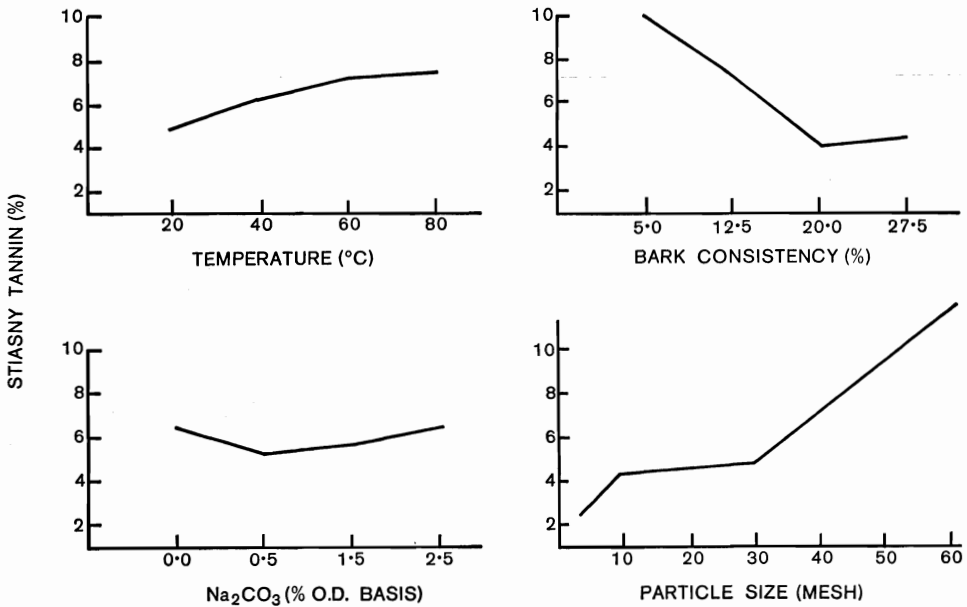 STIASNY TANNIN (%)
10
8
6
4
2
20 40 60 80
TEMPERATURE (°C)
10
8
6
4
2
5·0 12·5 20·0 27·5
BARK CONSISTENCY (%)
10
8
6
4
2
0·0 0·5 1·5 2·5
Na₂CO₃ (% O.D. BASIS)
10
8
6
4
2
10 20 30 40 50 60
PARTICLE SIZE (MESH)